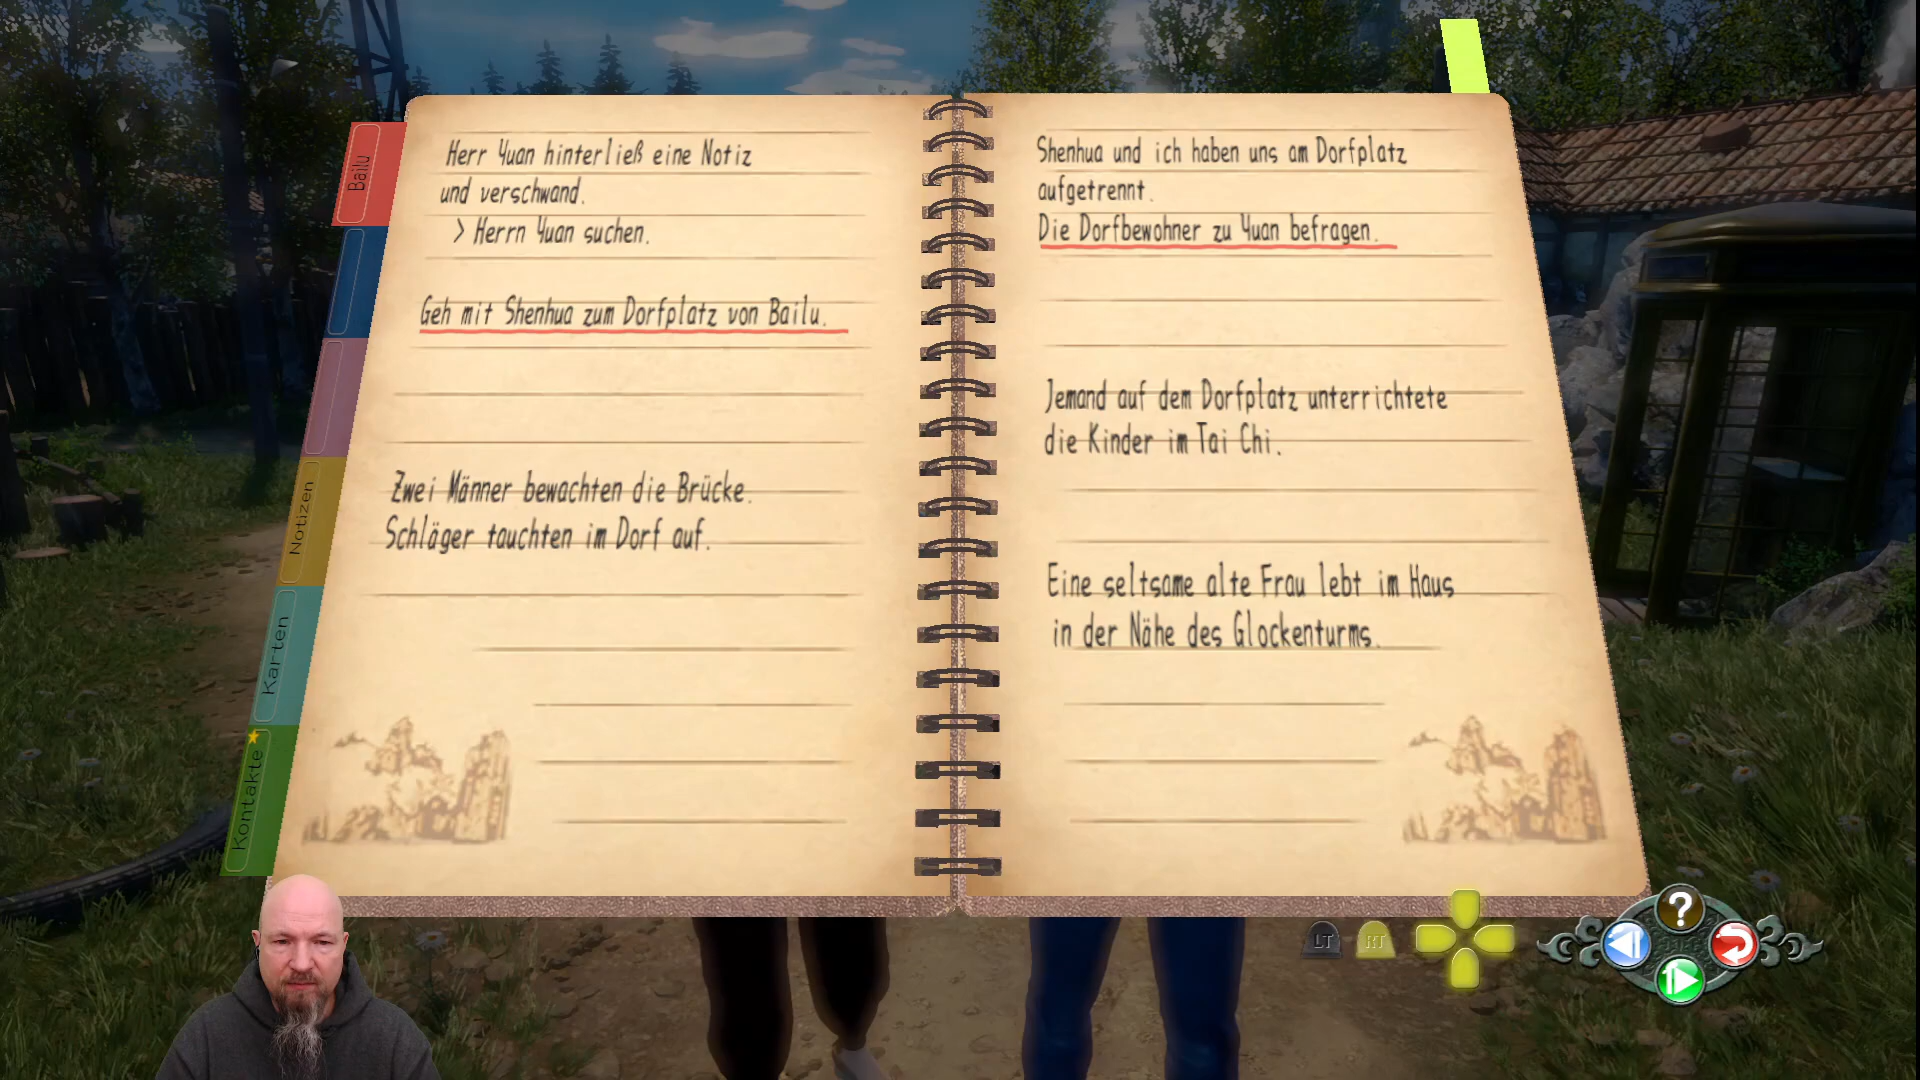 Herr Yuan hinterließ eine Notiz
und verschwand.
> Herrn Yuan suchen.
Geh mit Shenhua zum Dorfplatz von Bailu.
Zwei Männer bewachten die Brücke.
Schläger tauchten im Dorf auf.
Shenhua und ich haben uns am Dorfplatz
aufgetrennt.
Die Dorfbewohner zu Yuan befragen.
Jemand auf dem Dorfplatz unterrichtete
die Kinder im Tai Chi.
Eine seltsame alte Frau lebt im Haus
in der Nähe des Glockenturms.
Bailu
Notizen
Karten
Kontakte
LT
RT
?